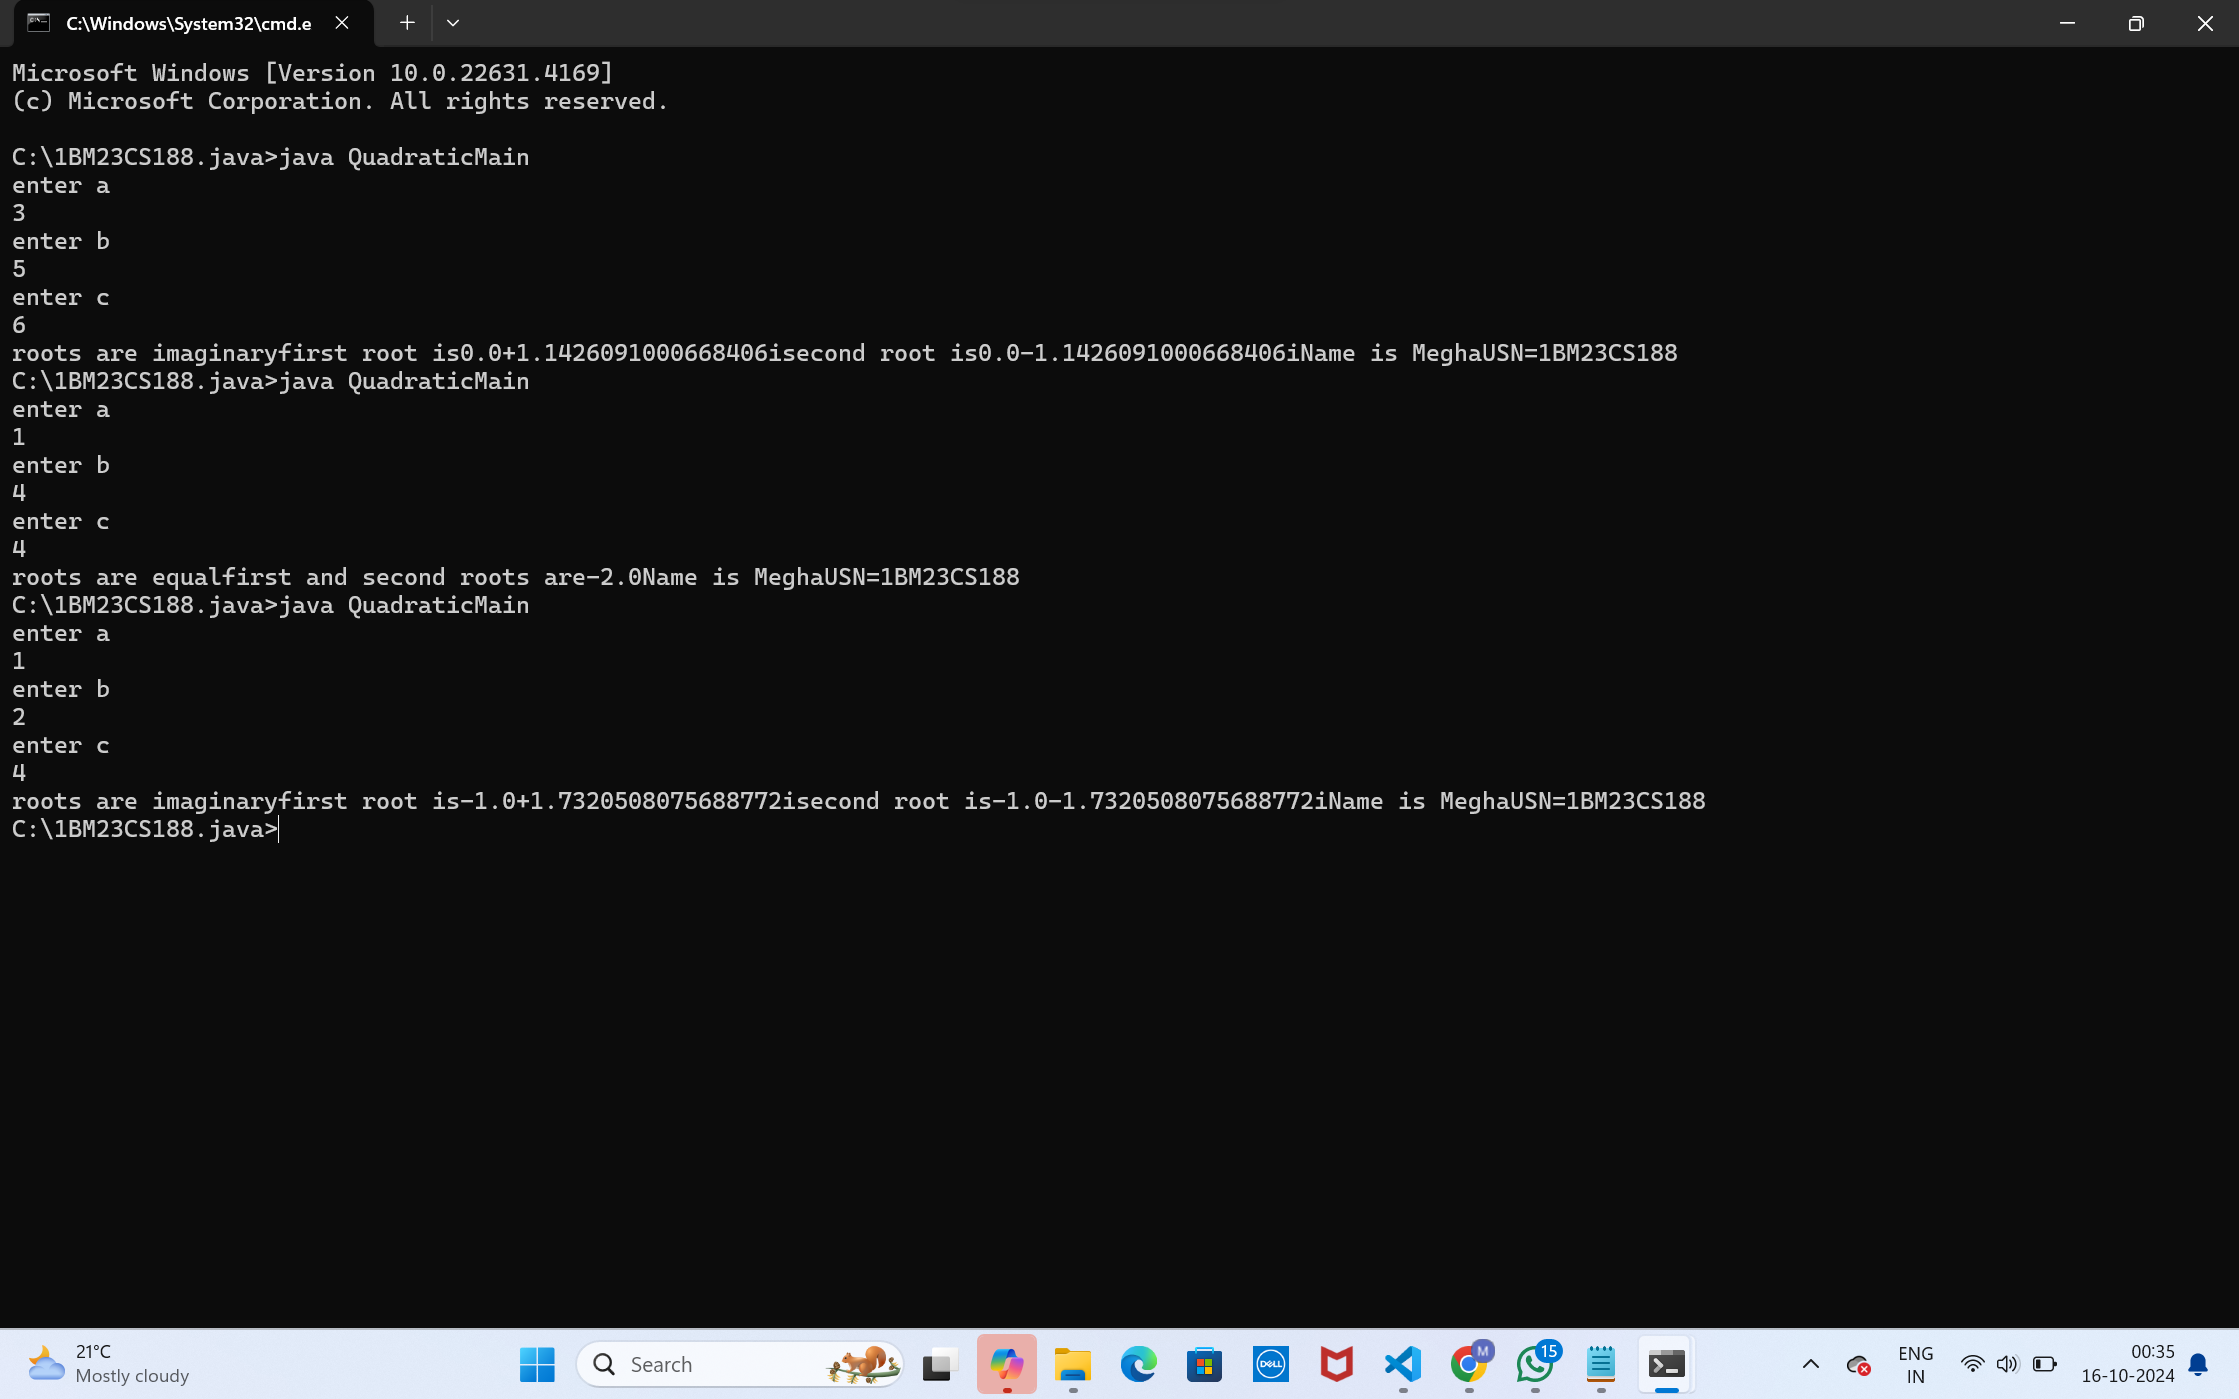 C:\Windows\System32\cmd.e
Microsoft Windows [Version 10.0.22631.4169]
(c) Microsoft Corporation. All rights reserved.
C:\1BM23CS188.java>java QuadraticMain
enter a
3
enter b
5
enter c
6
roots are imaginaryfirst root is0.0+1.1426091000668406isecond root is0.0-1.1426091000668406iName is MeghaUSN=1BM23CS188
C:\1BM23CS188.java>java QuadraticMain
enter a
1
enter b
4
enter c
4
roots are equalfirst and second roots are-2.0Name is MeghaUSN=1BM23CS188
C:\1BM23CS188.java>java QuadraticMain
enter a
1
enter b
2
enter c
4
roots are imaginaryfirst root is-1.0+1.7320508075688772isecond root is-1.0-1.7320508075688772iName is MeghaUSN=1BM23CS188
C:\1BM23CS188.java>
21°C
Mostly cloudy
Search
DELL
M
15
ENG
IN
00:35
16-10-2024